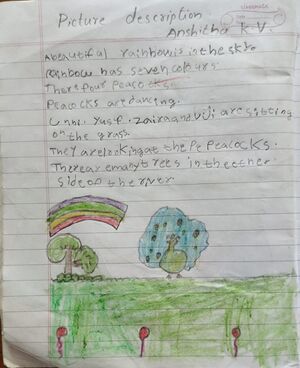 Picture description
Anshitha K.V.
A beautiful rainbow is in the sky
Rainbow has seven colours.
There four Peacocks.
Peacocks are dancing.
Unni, Yusf, Zaira and Viji are sitting
on the grass.
They are looking at the Pe Peacocks.
There are many trees in the other
side of the river.